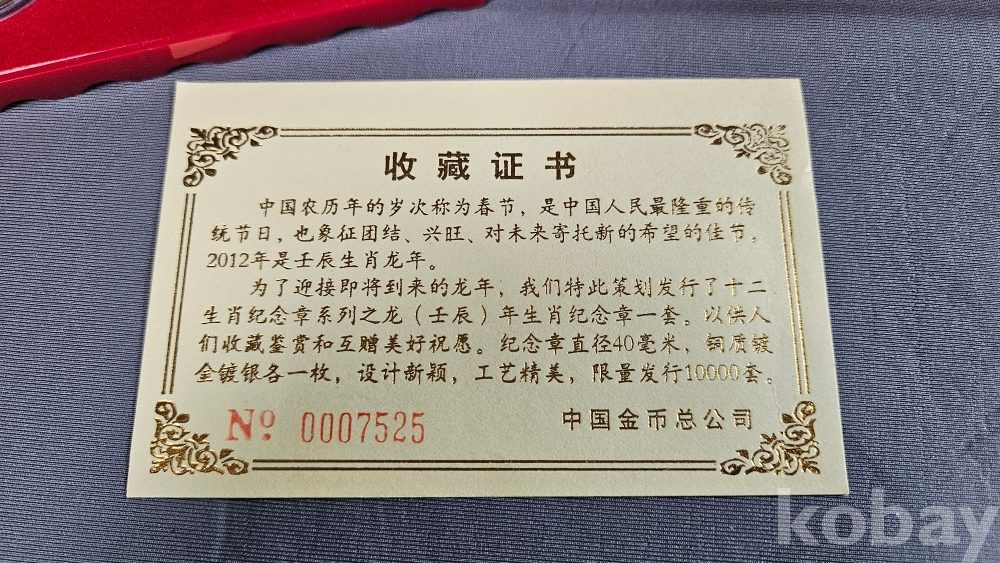 收藏证书
中国农历年的岁次称为春节，是中国人民最隆重的传
统节日，也象征团结、兴旺、对未来寄托新的希望的佳节，
2012年是壬辰生肖龙年。
为了迎接即将到来的龙年，我们特此策划发行了十二
生肖纪念章系列之龙（壬辰）年生肖纪念章一套。以供人
们收藏鉴赏和互赠美好祝愿。纪念章直径40毫米，铜质镀
金镀银各一枚，设计新颖，工艺精美，限量发行10000套。
Nº 0007525
中国金币总公司
kobay